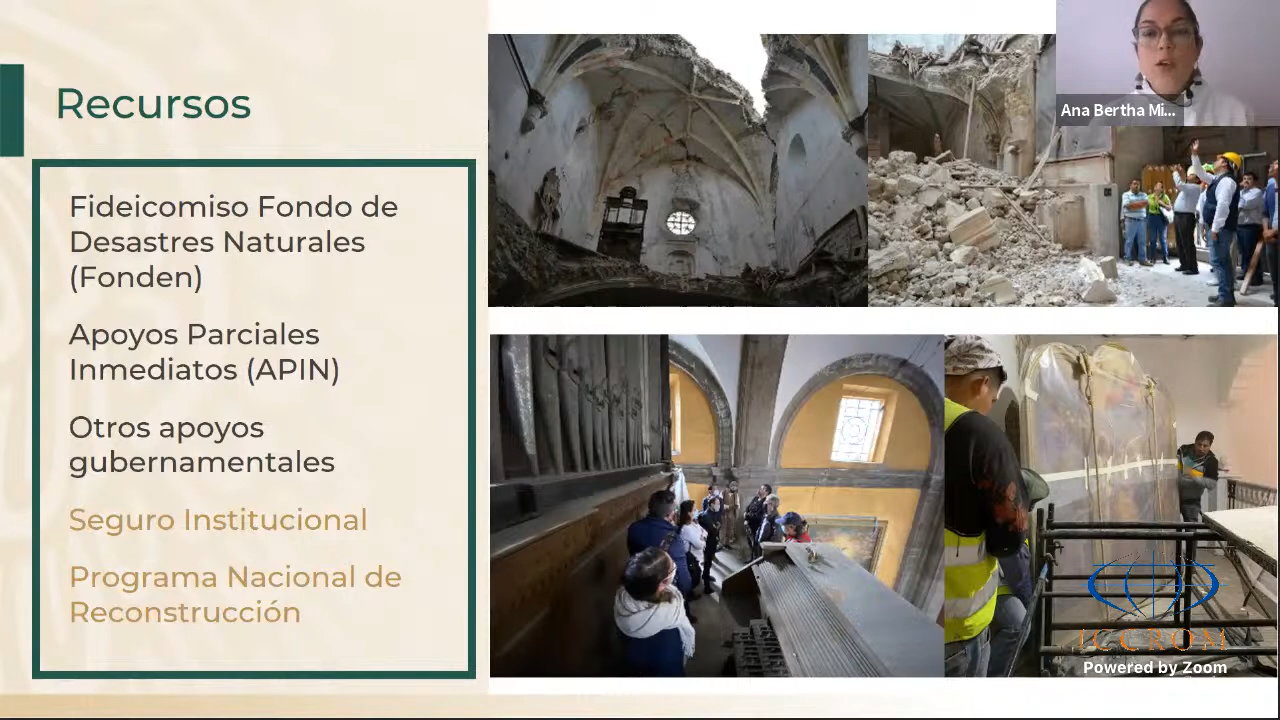 Recursos
Fideicomiso Fondo de
Desastres Naturales
(Fonden)
Apoyos Parciales
Inmediatos (APIN)
Otros apoyos
gubernamentales
Seguro Institucional
Programa Nacional de
Reconstrucción
Ana Bertha Mi...
ICCROM
Powered by Zoom